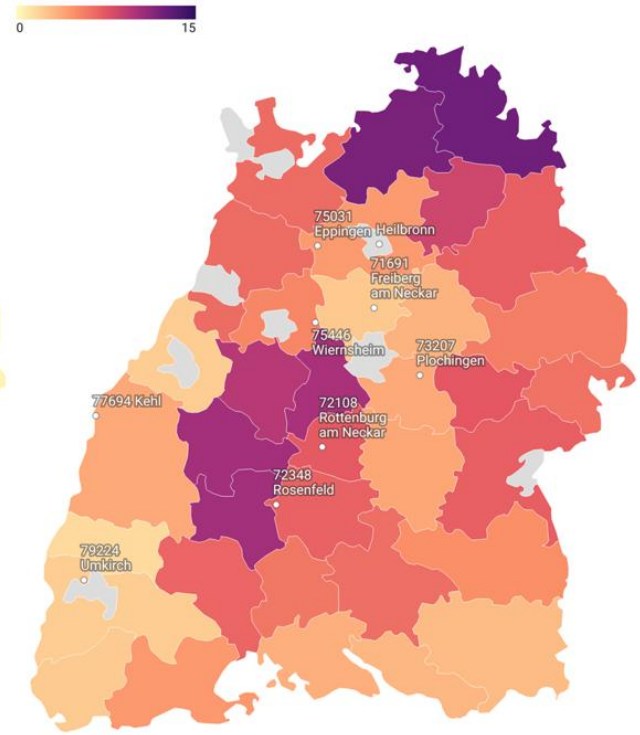 0 15
75031
Eppingen
Heilbronn
71691
Freiberg
am Neckar
75446
Wiernsheim
73207
Plochingen
77694 Kehl
72108
Rottenburg
am Neckar
72348
Rosenfeld
79224
Umkirch